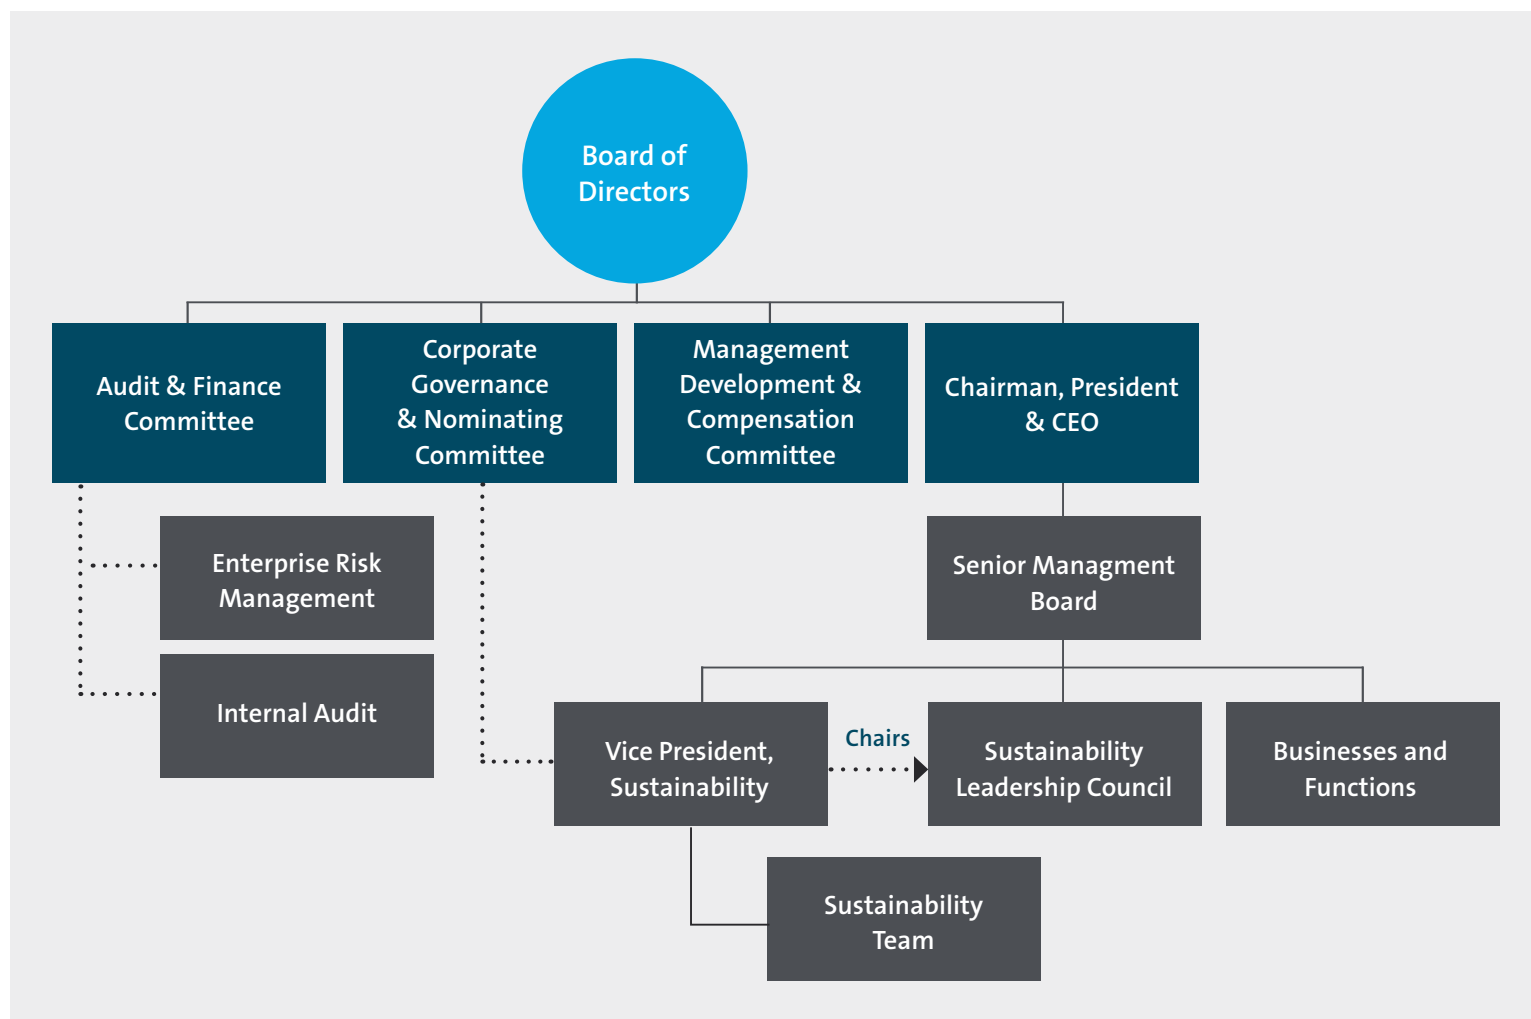 Board of
Directors
Audit & Finance
Committee
Corporate
Governance
& Nominating
Committee
Management
Development &
Compensation
Committee
Chairman, President
& CEO
Enterprise Risk
Management
Internal Audit
Senior Managment
Board
Vice President,
Sustainability
Chairs
Sustainability
Leadership Council
Businesses and
Functions
Sustainability
Team